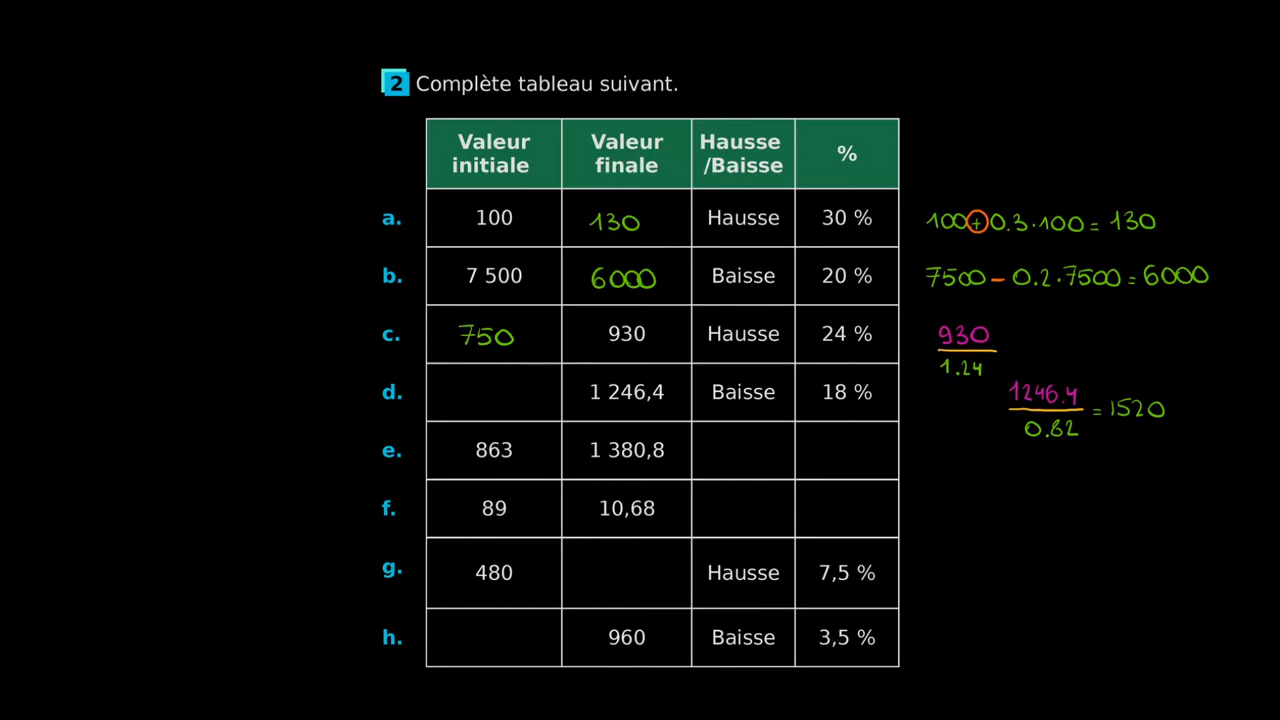 2 Complète tableau suivant.
Valeur initiale Valeur finale Hausse /Baisse %
a. 100 130 Hausse 30 % 100 + 0.3 · 100 = 130
b. 7 500 6000 Baisse 20 % 7500 - 0.2 · 7500 = 6000
c. 750 930 Hausse 24 % 930
1.24
d. 1 246,4 Baisse 18 % 1246.4
0.82 = 1520
e. 863 1 380,8
f. 89 10,68
g. 480 Hausse 7,5 %
h. 960 Baisse 3,5 %